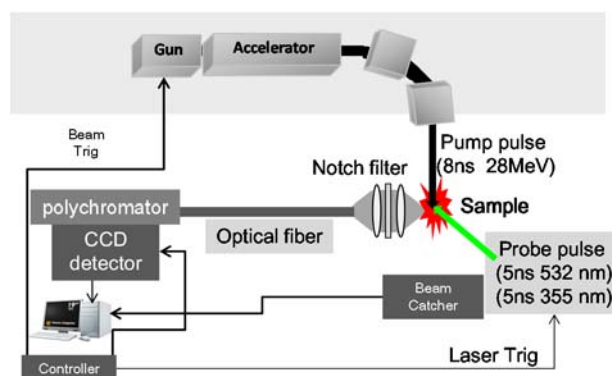 Gun
Accelerator
Beam
Trig
Pump pulse
(8ns 28MeV)
Notch filter
Sample
polychromator
Optical fiber
CCD
detector
Probe pulse
(5ns 532 nm)
(5ns 355 nm)
Beam
Catcher
Laser Trig
Controller